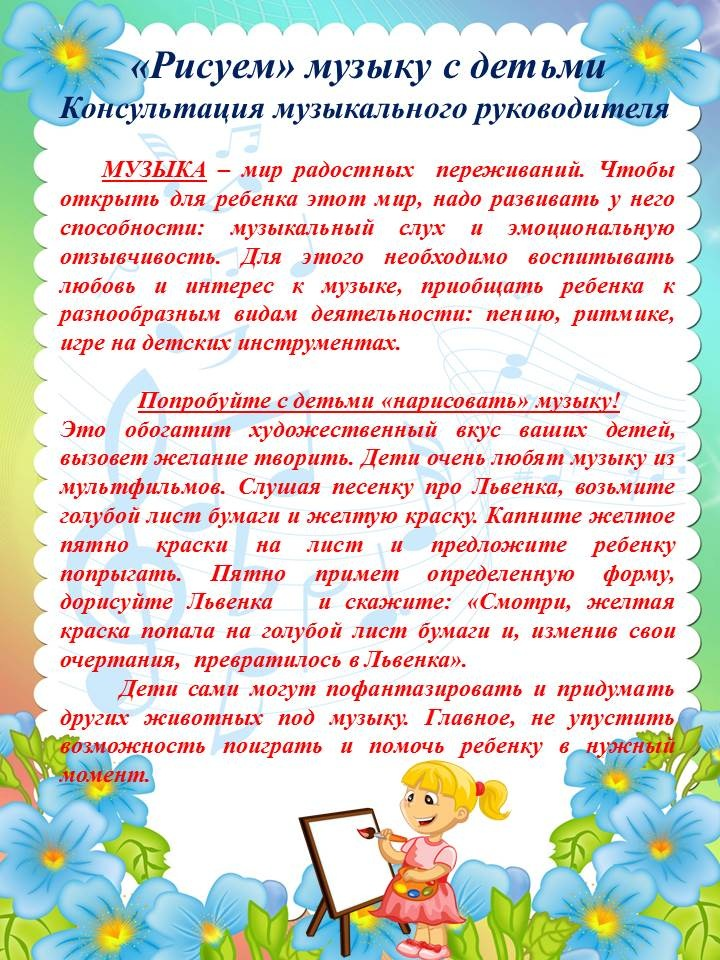 «Рисуем» музыку с детьми
Консультация музыкального руководителя
МУЗЫКА – мир радостных переживаний. Чтобы
открыть для ребенка этот мир, надо развивать у него
способности: музыкальный слух и эмоциональную
отзывчивость. Для этого необходимо воспитывать
любовь и интерес к музыке, приобщать ребенка к
разнообразным видам деятельности: пению, ритмике,
игре на детских инструментах.
Попробуйте с детьми «нарисовать» музыку!
Это обогатит художественный вкус ваших детей,
вызовет желание творить. Дети очень любят музыку из
мультфильмов. Слушая песенку про Львенка, возьмите
голубой лист бумаги и желтую краску. Капните желтое
пятно краски на лист и предложите ребенку
попрыгать. Пятно примет определенную форму,
дорисуйте Львенка и скажите: «Смотри, желтая
краска попала на голубой лист бумаги и, изменив свои
очертания, превратилось в Львенка».
Дети сами могут пофантазировать и придумать
других животных под музыку. Главное, не упустить
возможность поиграть и помочь ребенку в нужный
момент.